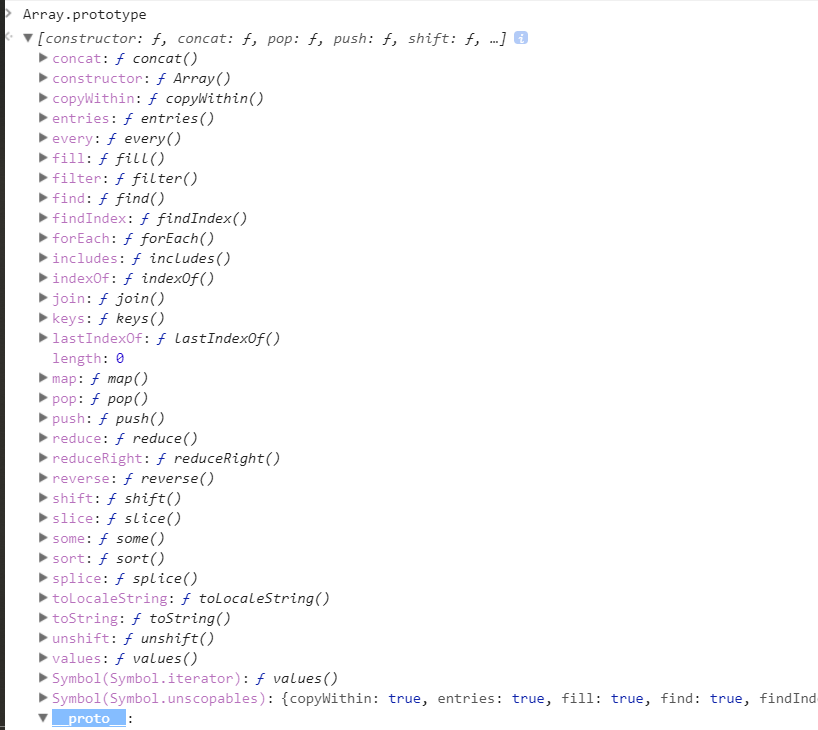 Array.prototype
[constructor: ƒ, concat: ƒ, pop: ƒ, push: ƒ, shift: ƒ, …] i
concat: ƒ concat()
constructor: ƒ Array()
copyWithin: ƒ copyWithin()
entries: ƒ entries()
every: ƒ every()
fill: ƒ fill()
filter: ƒ filter()
find: ƒ find()
findIndex: ƒ findIndex()
forEach: ƒ forEach()
includes: ƒ includes()
indexOf: ƒ indexOf()
join: ƒ join()
keys: ƒ keys()
lastIndexOf: ƒ lastIndexOf()
length: 0
map: ƒ map()
pop: ƒ pop()
push: ƒ push()
reduce: ƒ reduce()
reduceRight: ƒ reduceRight()
reverse: ƒ reverse()
shift: ƒ shift()
slice: ƒ slice()
some: ƒ some()
sort: ƒ sort()
splice: ƒ splice()
toLocaleString: ƒ toLocaleString()
toString: ƒ toString()
unshift: ƒ unshift()
values: ƒ values()
Symbol(Symbol.iterator): ƒ values()
Symbol(Symbol.unscopables): {copyWithin: true, entries: true, fill: true, find: true, findInd
__proto__: